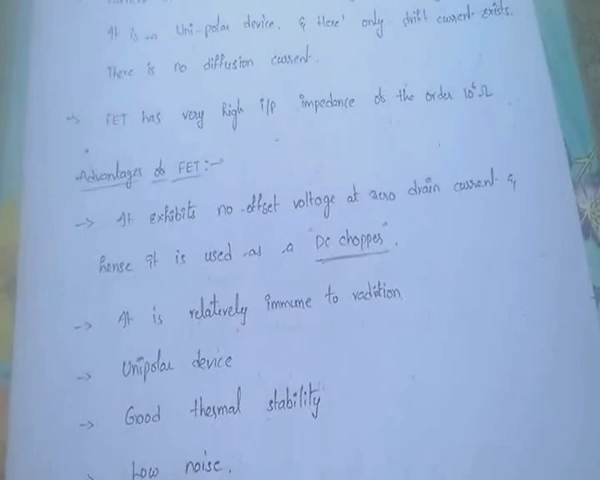 It is a Uni-polar device. & Here only drift current exists.
There is no diffusion current.
→ FET has very high i/p impedance of the order 10⁶Ω
Advantages of FET:-
→ It exhibits no offset voltage at zero drain current &
hense it is used as a "DC chopper".
→ It is relatively immune to radition
→ Unipolar device
→ Good thermal stability
→ Low noise.